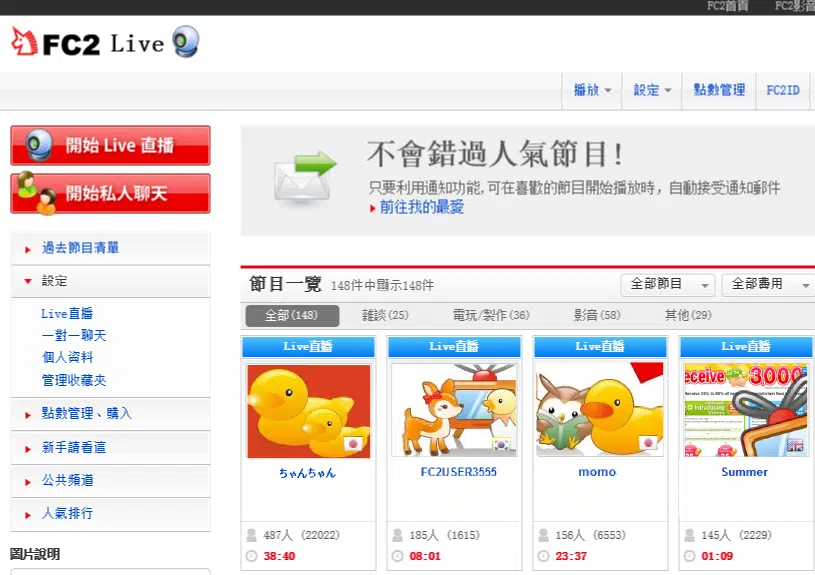 FC2首頁 FC2影音
FC2 Live
播放 設定 點數管理 FC2ID
開始 Live 直播
開始私人聊天
過去節目清單
設定
Live直播
一對一聊天
個人資料
管理收藏夾
點數管理、購入
新手請看這
公共頻道
人氣排行
圖片說明
不會錯過人氣節目!
只要利用通知功能,可在喜歡的節目開始播放時，自動接受通知郵件
前往我的最愛
節目一覽 148件中顯示148件 全部節目 全部費用
全部(148) 雜談(25) 電玩/製作(36) 影音(58) 其他(29)
Live直播 Live直播 Live直播 Live直播
eceive 3,000
Introducing
ちゃんちゃん FC2USER3555 momo Summer
487人 (22022) 185人 (1615) 156人 (6553) 145人 (2229)
38:40 08:01 23:37 01:09